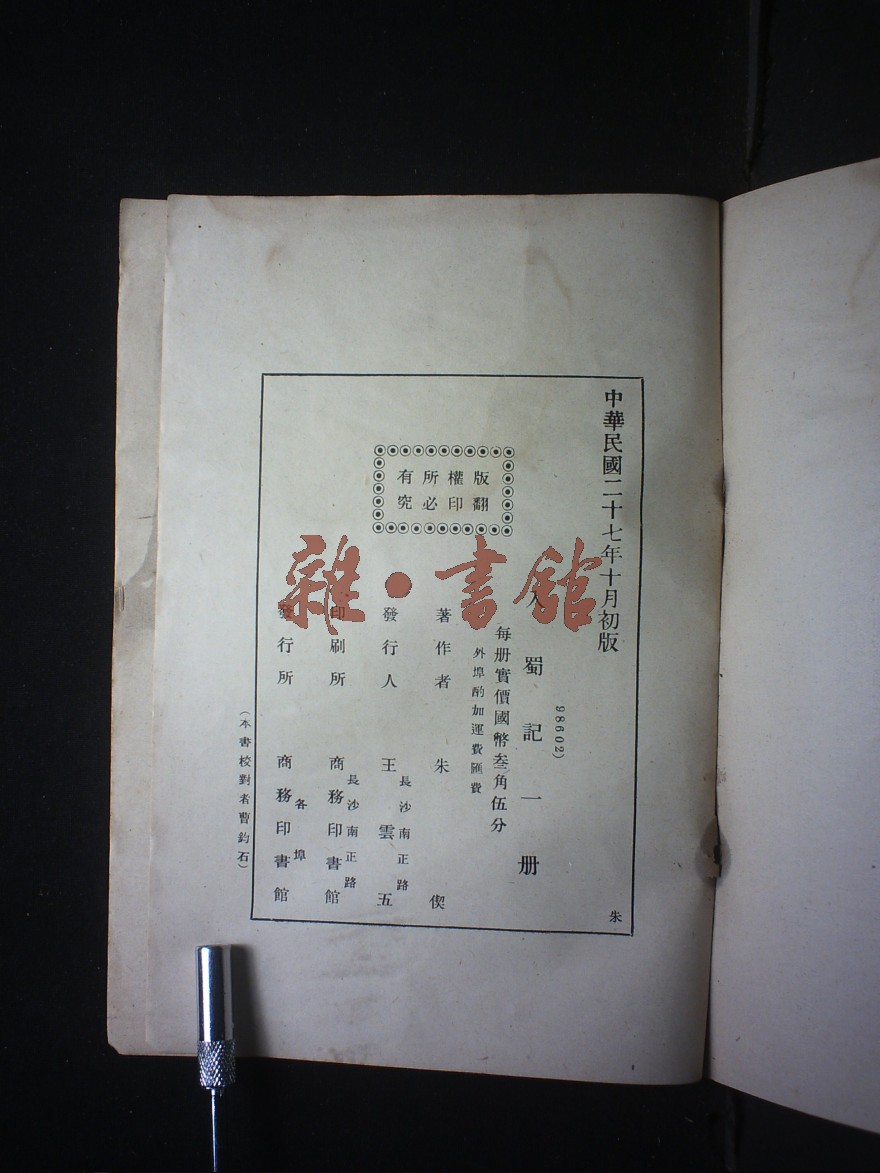 中華民國二十七年十月初版
(98602)
入蜀記一册
每册實價國幣叁角伍分
外埠酌加運費匯費
版權所有
翻印必究
著作者 朱偰
長沙南正路
發行人 王雲五
長沙南正路
印刷所 商務印書館
各埠
發行所 商務印書館
(本書校對者曹鈞石)
朱
雜·書館